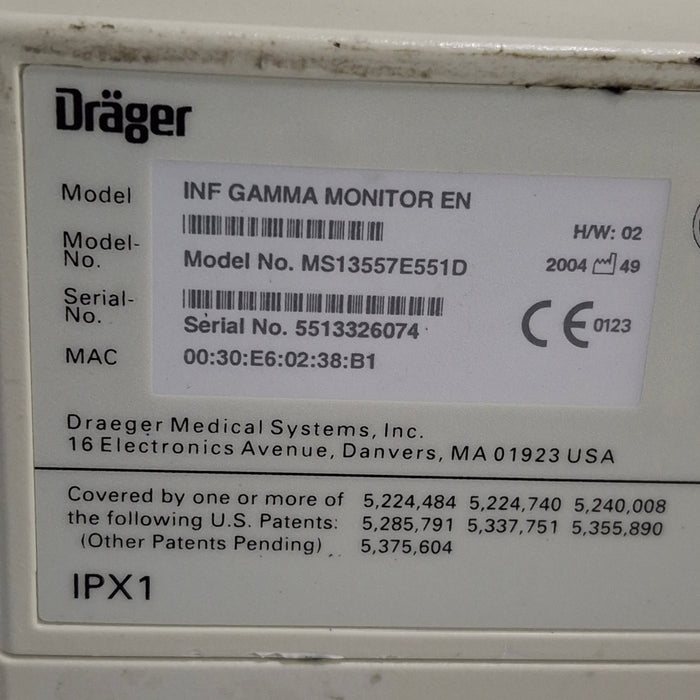 Dräger
Model INF GAMMA MONITOR EN
H/W: 02
Model-No. Model No. MS13557E551D
2004 49
Serial-No. Serial No. 5513326074
CE 0123
MAC 00:30:E6:02:38:B1
Draeger Medical Systems, Inc.
16 Electronics Avenue, Danvers, MA 01923 USA
Covered by one or more of 5,224,484 5,224,740 5,240,008
the following U.S. Patents: 5,285,791 5,337,751 5,355,890
(Other Patents Pending) 5,375,604
IPX1